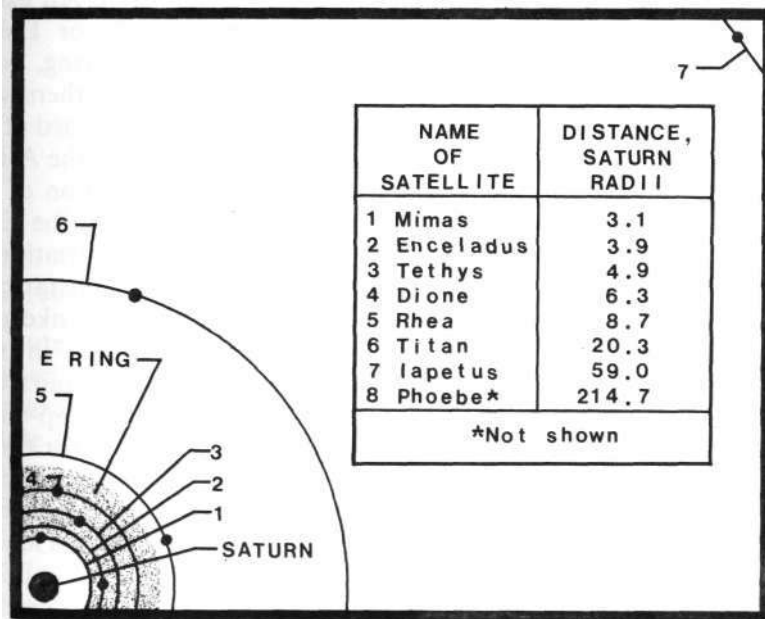 7
NAME
OF
SATELLITE
DISTANCE,
SATURN
RADII
1 Mimas 3.1
2 Enceladus 3.9
3 Tethys 4.9
4 Dione 6.3
5 Rhea 8.7
6 Titan 20.3
7 Iapetus 59.0
8 Phoebe* 214.7
*Not shown
6
E RING
5
3
4
2
1
SATURN